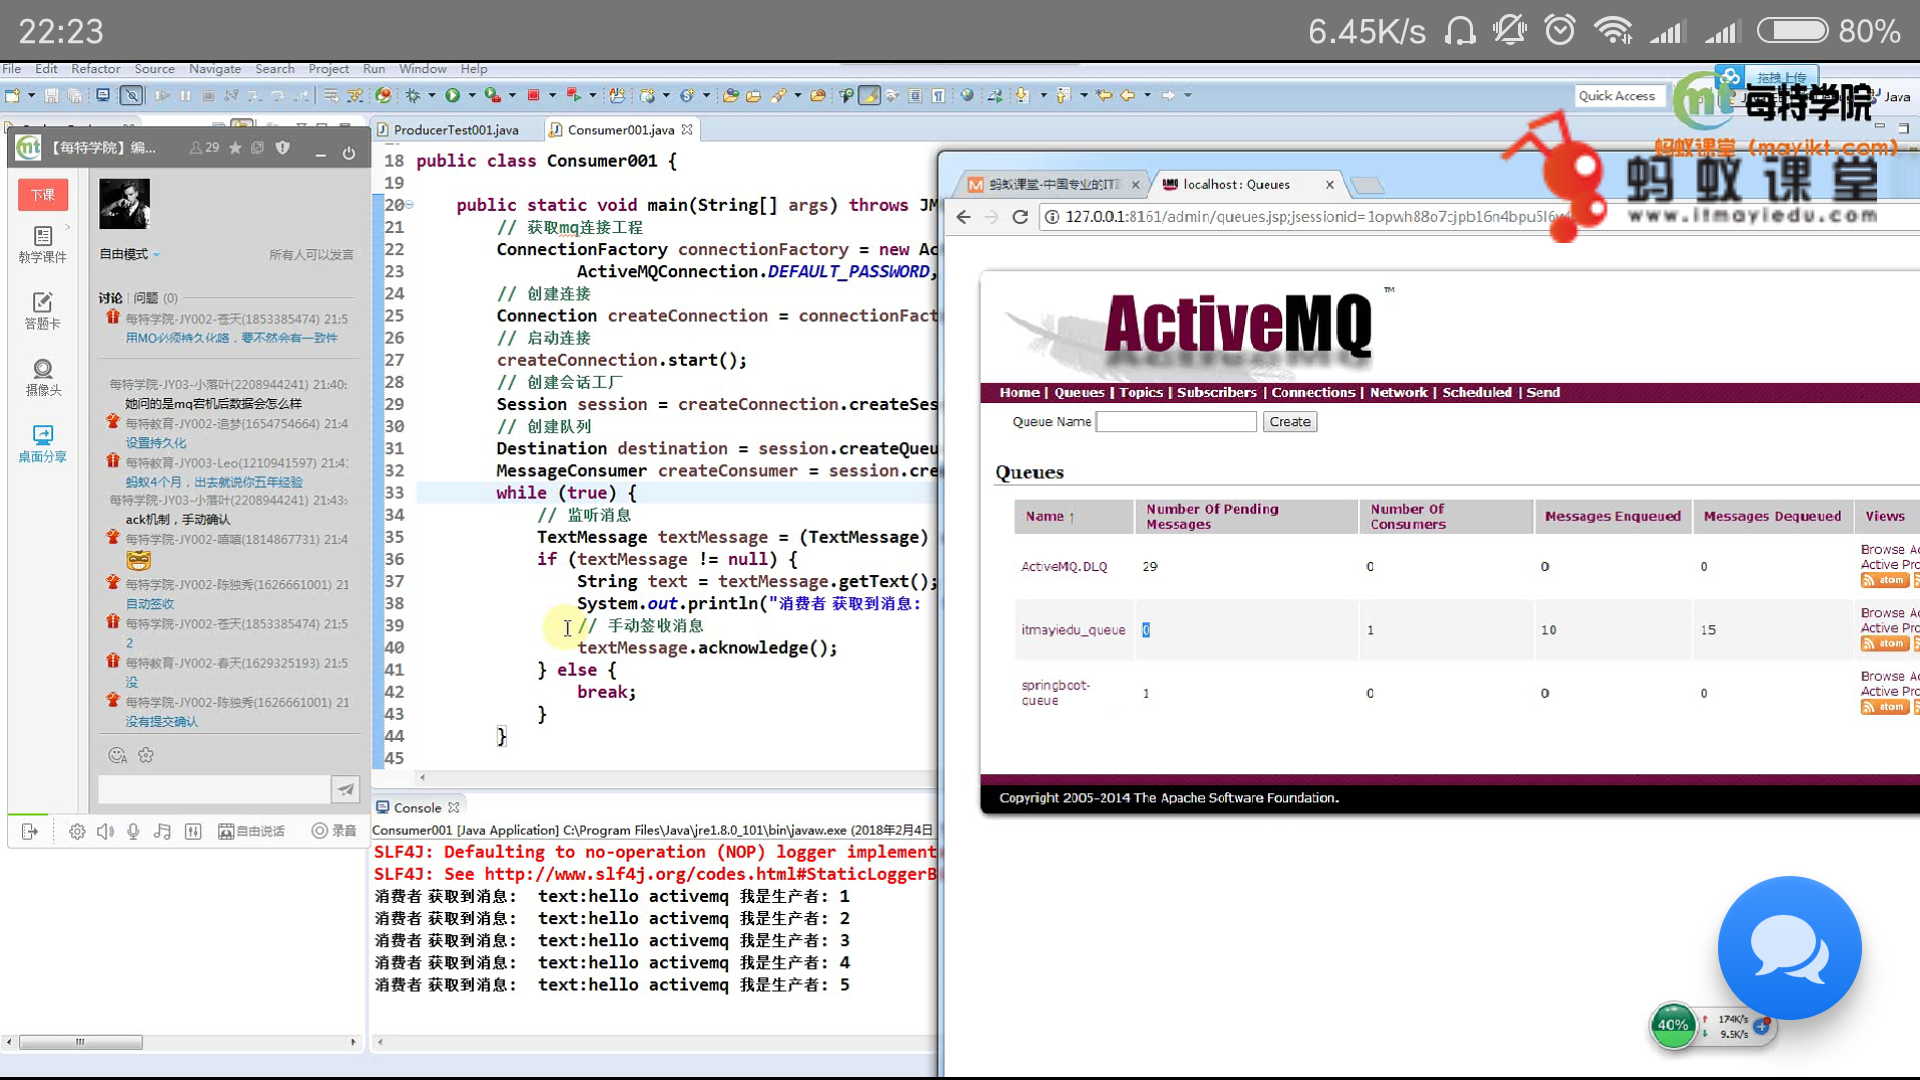 22:23
6.45K/s
80%
File Edit Refactor Source Navigate Search Project Run Window Help
Quick Access
拖拽上传
Java
每特学院
蚂蚁课堂 (mayikt.com)
蚂蚁课堂
www.itmayiedu.com
【每特学院】编...
29
下课
教学课件
答题卡
摄像头
桌面分享
自由模式
所有人可以发言
讨论 问题 (0)
每特学院-JY002-苍天(1853385474) 21:5
用MQ必须持久化咯，要不然会有一致性
每特学院-JY03-小落叶(2208944241) 21:40:
她问的是mq宕机后数据会怎么样
每特学院-JY002-追梦(1654754664) 21:4
设置持久化
每特教育-JY003-Leo(1210941597) 21:41
蚂蚁4个月，出去就说你五年经验
每特学院-JY03-小落叶(2208944241) 21:43:
ack机制，手动确认
每特学院-JY002-嘻嘻(1814867731) 21:4
每特学院-JY002-陈独秀(1626661001) 21
自动签收
每特学院-JY002-苍天(1853385474) 21:5
2
每特教育-JY002-春天(1629325193) 21:5
没
每特学院-JY002-陈独秀(1626661001) 21
没有提交确认
自由说话
录音
ProducerTest001.java
Consumer001.java
18 public class Consumer001 {
19
20 public static void main(String[] args) throws JM
21 // 获取mq连接工程
22 ConnectionFactory connectionFactory = new Ac
23 ActiveMQConnection.DEFAULT_PASSWORD,
24 // 创建连接
25 Connection createConnection = connectionFact
26 // 启动连接
27 createConnection.start();
28 // 创建会话工厂
29 Session session = createConnection.createSes
30 // 创建队列
31 Destination destination = session.createQueu
32 MessageConsumer createConsumer = session.cre
33 while (true) {
34 // 监听消息
35 TextMessage textMessage = (TextMessage)
36 if (textMessage != null) {
37 String text = textMessage.getText();
38 System.out.println("消费者 获取到消息:
39 // 手动签收消息
40 textMessage.acknowledge();
41 } else {
42 break;
43 }
44 }
45
Console
Consumer001 [Java Application] C:\Program Files\Java\jre1.8.0_101\bin\javaw.exe (2018年2月4日
SLF4J: Defaulting to no-operation (NOP) logger implement
SLF4J: See http://www.slf4j.org/codes.html#StaticLoggerB
消费者 获取到消息: text:hello activemq 我是生产者: 1
消费者 获取到消息: text:hello activemq 我是生产者: 2
消费者 获取到消息: text:hello activemq 我是生产者: 3
消费者 获取到消息: text:hello activemq 我是生产者: 4
消费者 获取到消息: text:hello activemq 我是生产者: 5
蚂蚁课堂-中国专业的IT
localhost : Queues
127.0.0.1:8161/admin/queues.jsp;jsessionid=1opwh88o7cjpb16n4bpu5l6v
ActiveMQ ™
Home | Queues | Topics | Subscribers | Connections | Network | Scheduled | Send
Queue Name Create
Queues
Name ↑ Number Of Pending Messages Number Of Consumers Messages Enqueued Messages Dequeued Views
ActiveMQ.DLQ 29 0 0 0 Browse Ac
Active Pro
atom
itmayiedu_queue 0 1 10 15 Browse Ac
Active Pro
atom
springboot-queue 1 0 0 0 Browse Ac
Active Pro
atom
Copyright 2005-2014 The Apache Software Foundation.
40%
174K/s
9.5K/s